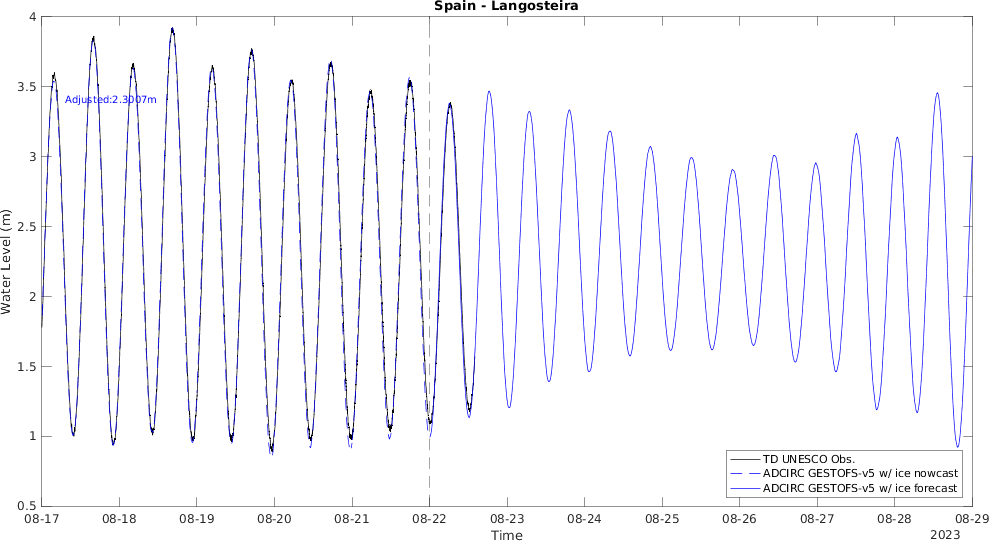 Spain - Langosteira
4
3.5
3
2.5
2
1.5
1
0.5
Water Level (m)
Adjusted:2.3007m
TD UNESCO Obs.
ADCIRC GESTOFS-v5 w/ ice nowcast
ADCIRC GESTOFS-v5 w/ ice forecast
08-17 08-18 08-19 08-20 08-21 08-22 08-23 08-24 08-25 08-26 08-27 08-28 08-29
Time
2023